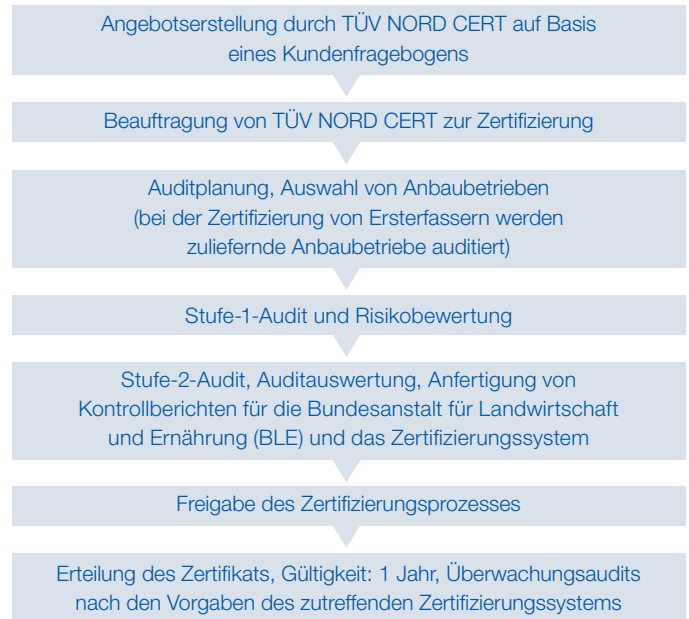 Angebotserstellung durch TÜV NORD CERT auf Basis
eines Kundenfragebogens
Beauftragung von TÜV NORD CERT zur Zertifizierung
Auditplanung, Auswahl von Anbaubetrieben
(bei der Zertifizierung von Ersterfassern werden
zuliefernde Anbaubetriebe auditiert)
Stufe-1-Audit und Risikobewertung
Stufe-2-Audit, Auditauswertung, Anfertigung von
Kontrollberichten für die Bundesanstalt für Landwirtschaft
und Ernährung (BLE) und das Zertifizierungssystem
Freigabe des Zertifizierungsprozesses
Erteilung des Zertifikats, Gültigkeit: 1 Jahr, Überwachungsaudits
nach den Vorgaben des zutreffenden Zertifizierungssystems